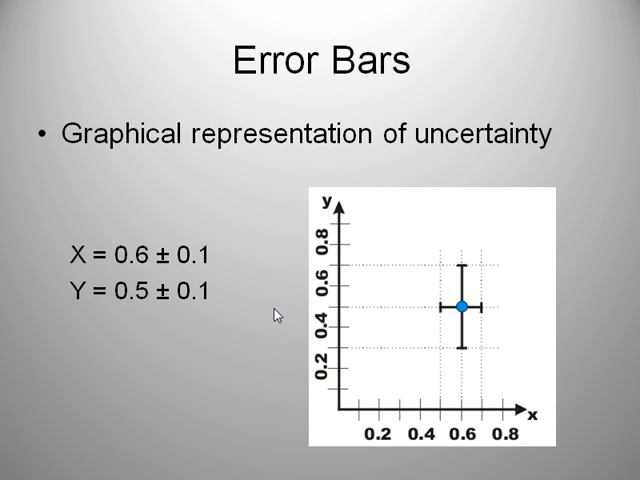 Error Bars
• Graphical representation of uncertainty
X = 0.6 ± 0.1
Y = 0.5 ± 0.1
y
0.8
0.6
0.4
0.2
x
0.2 0.4 0.6 0.8